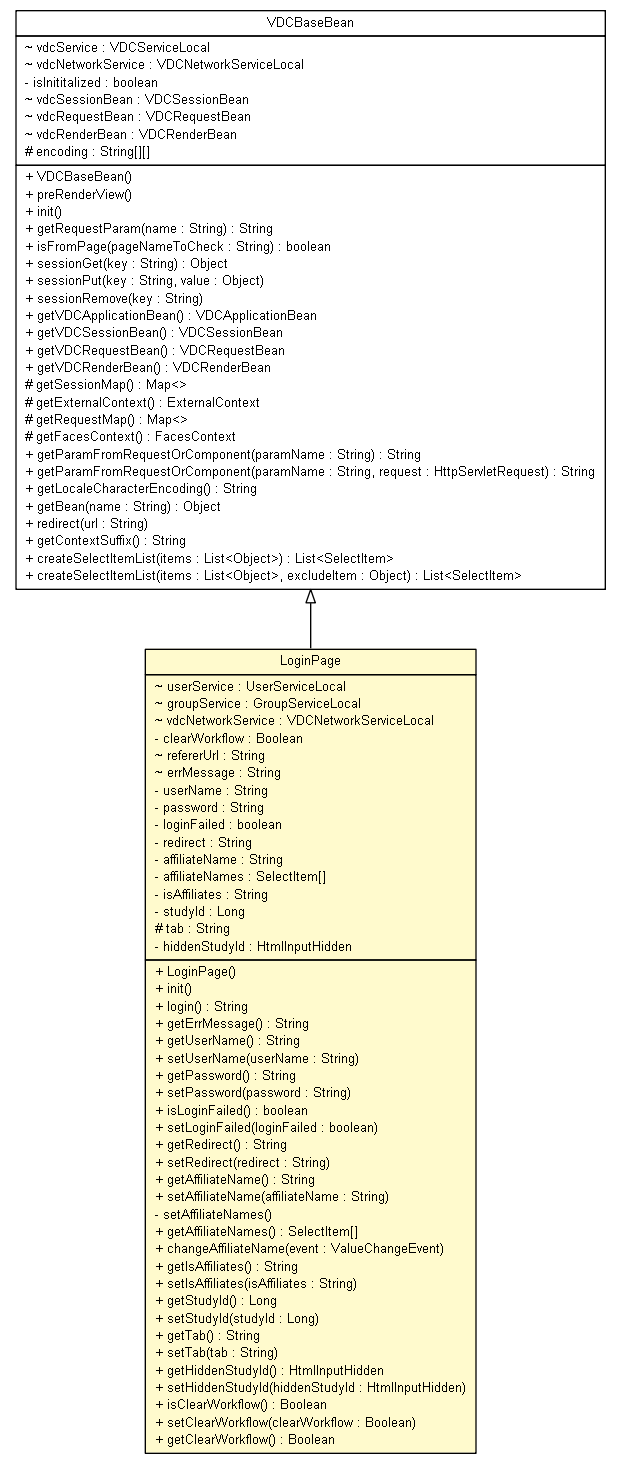 VDCBaseBean
~ vdcService : VDCServiceLocal
~ vdcNetworkService : VDCNetworkServiceLocal
- isInititalized : boolean
~ vdcSessionBean : VDCSessionBean
~ vdcRequestBean : VDCRequestBean
~ vdcRenderBean : VDCRenderBean
# encoding : String[][]
+ VDCBaseBean()
+ preRenderView()
+ init()
+ getRequestParam(name : String) : String
+ isFromPage(pageNameToCheck : String) : boolean
+ sessionGet(key : String) : Object
+ sessionPut(key : String, value : Object)
+ sessionRemove(key : String)
+ getVDCApplicationBean() : VDCApplicationBean
+ getVDCSessionBean() : VDCSessionBean
+ getVDCRequestBean() : VDCRequestBean
+ getVDCRenderBean() : VDCRenderBean
# getSessionMap() : Map<>
# getExternalContext() : ExternalContext
# getRequestMap() : Map<>
# getFacesContext() : FacesContext
+ getParamFromRequestOrComponent(paramName : String) : String
+ getParamFromRequestOrComponent(paramName : String, request : HttpServletRequest) : String
+ getLocaleCharacterEncoding() : String
+ getBean(name : String) : Object
+ redirect(url : String)
+ getContextSuffix() : String
+ createSelectItemList(items : List<Object>) : List<SelectItem>
+ createSelectItemList(items : List<Object>, excludeItem : Object) : List<SelectItem>
LoginPage
~ userService : UserServiceLocal
~ groupService : GroupServiceLocal
~ vdcNetworkService : VDCNetworkServiceLocal
- clearWorkflow : Boolean
~ refererUrl : String
~ errMessage : String
- userName : String
- password : String
- loginFailed : boolean
- redirect : String
- affiliateName : String
- affiliateNames : SelectItem[]
- isAffiliates : String
- studyId : Long
# tab : String
- hiddenStudyId : HtmlInputHidden
+ LoginPage()
+ init()
+ login() : String
+ getErrMessage() : String
+ getUserName() : String
+ setUserName(userName : String)
+ getPassword() : String
+ setPassword(password : String)
+ isLoginFailed() : boolean
+ setLoginFailed(loginFailed : boolean)
+ getRedirect() : String
+ setRedirect(redirect : String)
+ getAffiliateName() : String
+ setAffiliateName(affiliateName : String)
- setAffiliateNames()
+ getAffiliateNames() : SelectItem[]
+ changeAffiliateName(event : ValueChangeEvent)
+ getIsAffiliates() : String
+ setIsAffiliates(isAffiliates : String)
+ getStudyId() : Long
+ setStudyId(studyId : Long)
+ getTab() : String
+ setTab(tab : String)
+ getHiddenStudyId() : HtmlInputHidden
+ setHiddenStudyId(hiddenStudyId : HtmlInputHidden)
+ isClearWorkflow() : Boolean
+ setClearWorkflow(clearWorkflow : Boolean)
+ getClearWorkflow() : Boolean